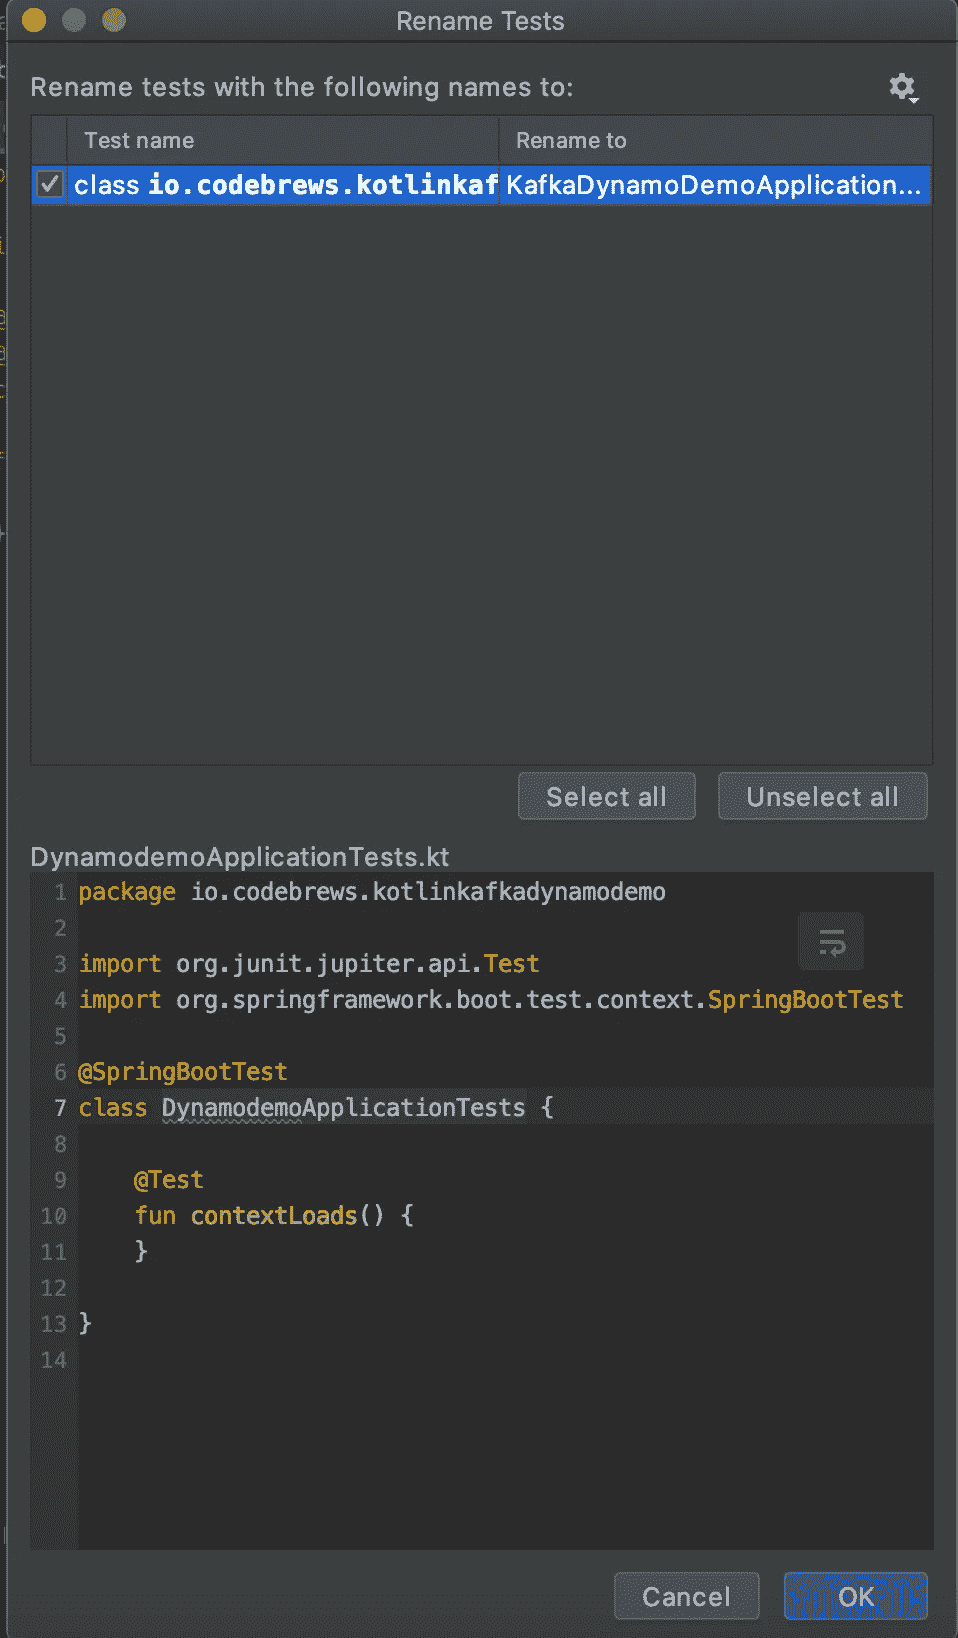 Rename Tests
Rename tests with the following names to:
Test name Rename to
class io.codebrews.kotlinkaf KafkaDynamoDemoApplication...
Select all Unselect all
DynamodemoApplicationTests.kt
1 package io.codebrews.kotlinkafkadynamodemo
2
3 import org.junit.jupiter.api.Test
4 import org.springframework.boot.test.context.SpringBootTest
5
6 @SpringBootTest
7 class DynamodemoApplicationTests {
8
9 @Test
10 fun contextLoads() {
11 }
12
13 }
14
Cancel OK